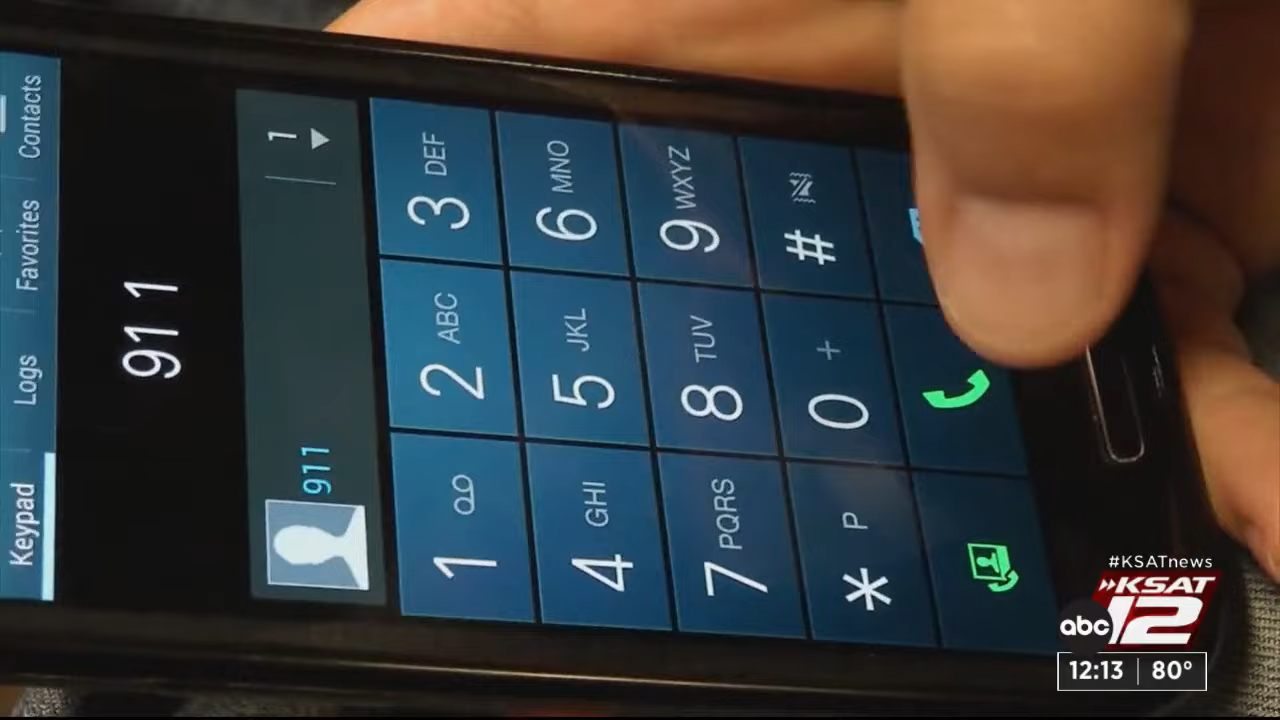 Keypad Logs Favorites Contacts
911
911 1
1 2 ABC 3 DEF
4 GHI 5 JKL 6 MNO
7 PQRS 8 TUV 9 WXYZ
* P 0 + #
#KSATnews
KSAT
abc 12
12:13 80°